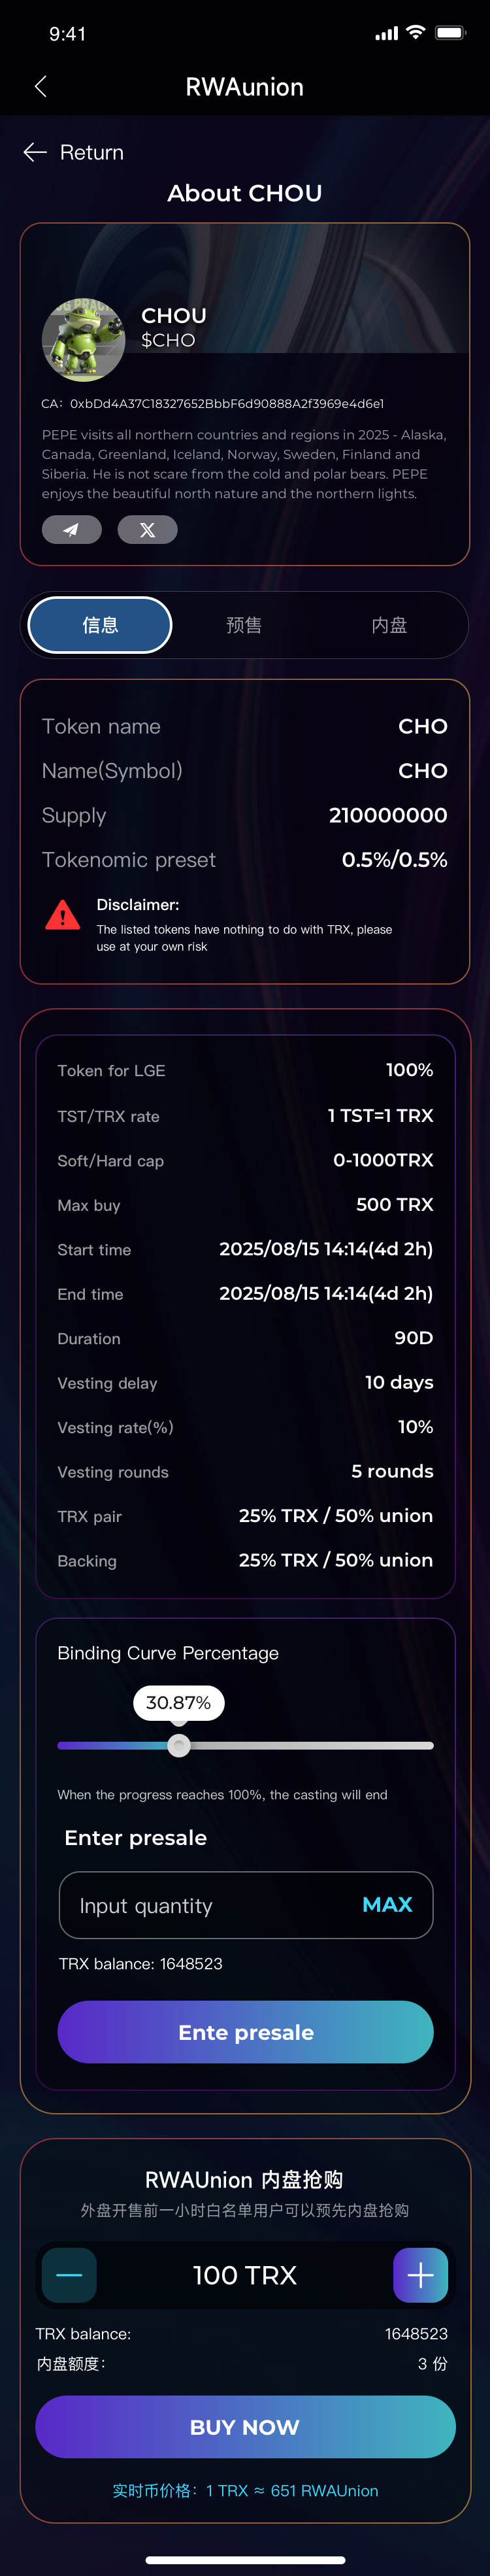 9:41
RWAunion
Return
About CHOU
CHOU
$CHO
CA：0xbDd4A37C18327652BbbF6d90888A2f3969e4d6e1
PEPE visits all northern countries and regions in 2025 - Alaska,
Canada, Greenland, Iceland, Norway, Sweden, Finland and
Siberia. He is not scare from the cold and polar bears. PEPE
enjoys the beautiful north nature and the northern lights.
信息 预售 内盘
Token name CHO
Name(Symbol) CHO
Supply 210000000
Tokenomic preset 0.5%/0.5%
Disclaimer:
The listed tokens have nothing to do with TRX, please
use at your own risk
Token for LGE 100%
TST/TRX rate 1 TST=1 TRX
Soft/Hard cap 0-1000TRX
Max buy 500 TRX
Start time 2025/08/15 14:14(4d 2h)
End time 2025/08/15 14:14(4d 2h)
Duration 90D
Vesting delay 10 days
Vesting rate(%) 10%
Vesting rounds 5 rounds
TRX pair 25% TRX / 50% union
Backing 25% TRX / 50% union
Binding Curve Percentage
30.87%
When the progress reaches 100%, the casting will end
Enter presale
Input quantity MAX
TRX balance: 1648523
Ente presale
RWAUnion 内盘抢购
外盘开售前一小时白名单用户可以预先内盘抢购
100 TRX
TRX balance: 1648523
内盘额度： 3 份
BUY NOW
实时币价格：1 TRX ≈ 651 RWAUnion